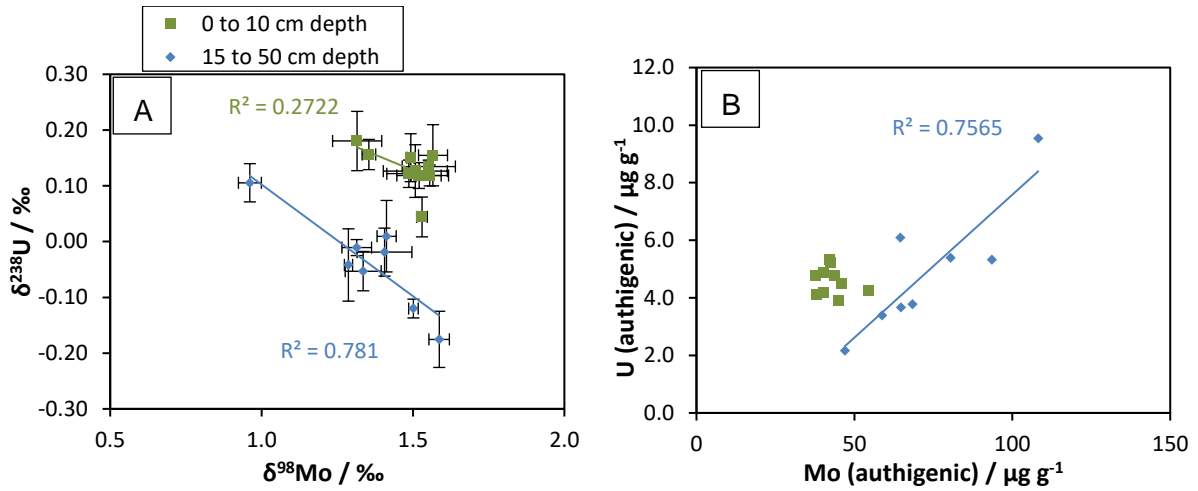 0 to 10 cm depth
15 to 50 cm depth
A
R² = 0.2722
R² = 0.781
0.30
0.20
0.10
0.00
-0.10
-0.20
-0.30
δ²³⁸U / ‰
0.5 1.0 1.5 2.0
δ⁹⁸Mo / ‰
B
R² = 0.7565
12.0
10.0
8.0
6.0
4.0
2.0
0.0
U (authigenic) / µg g⁻¹
0 50 100 150
Mo (authigenic) / µg g⁻¹